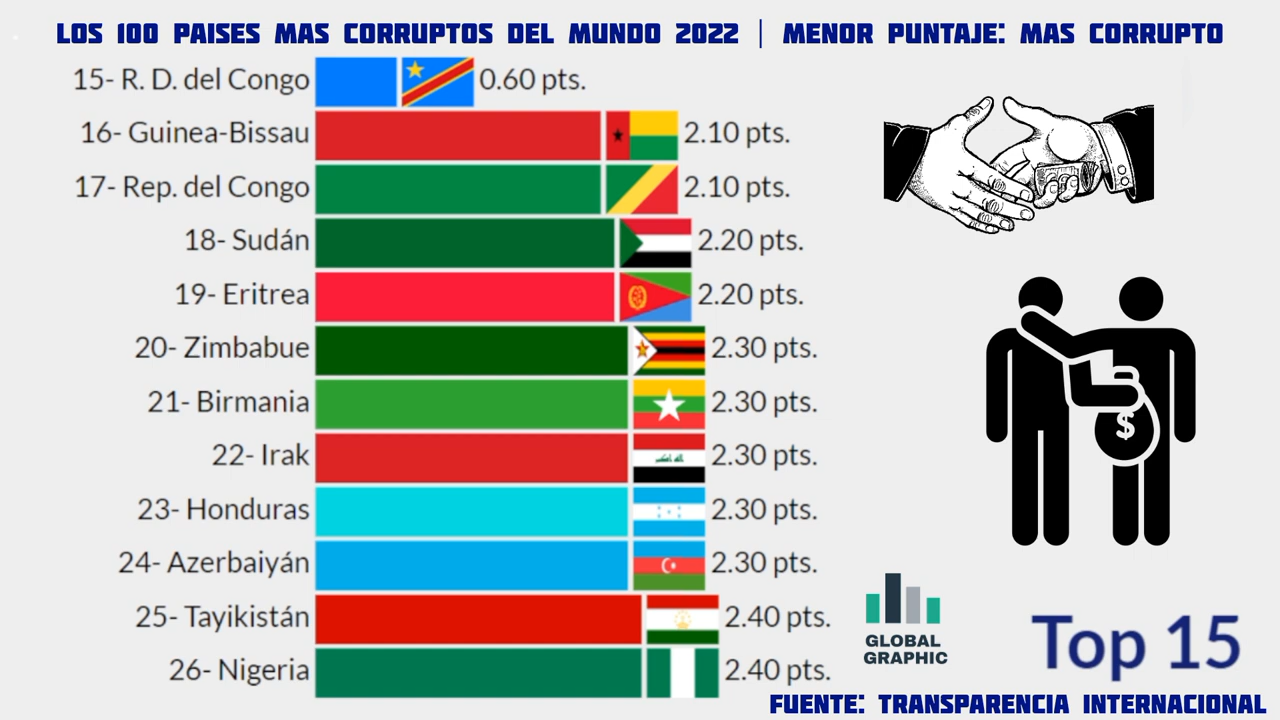 LOS 100 PAISES MAS CORRUPTOS DEL MUNDO 2022 | MENOR PUNTAJE: MAS CORRUPTO
15- R. D. del Congo 0.60 pts.
16- Guinea-Bissau 2.10 pts.
17- Rep. del Congo 2.10 pts.
18- Sudán 2.20 pts.
19- Eritrea 2.20 pts.
20- Zimbabue 2.30 pts.
21- Birmania 2.30 pts.
22- Irak 2.30 pts.
23- Honduras 2.30 pts.
24- Azerbaiyán 2.30 pts.
25- Tayikistán 2.40 pts.
26- Nigeria 2.40 pts.
$
GLOBAL
GRAPHIC
Top 15
FUENTE: TRANSPARENCIA INTERNACIONAL